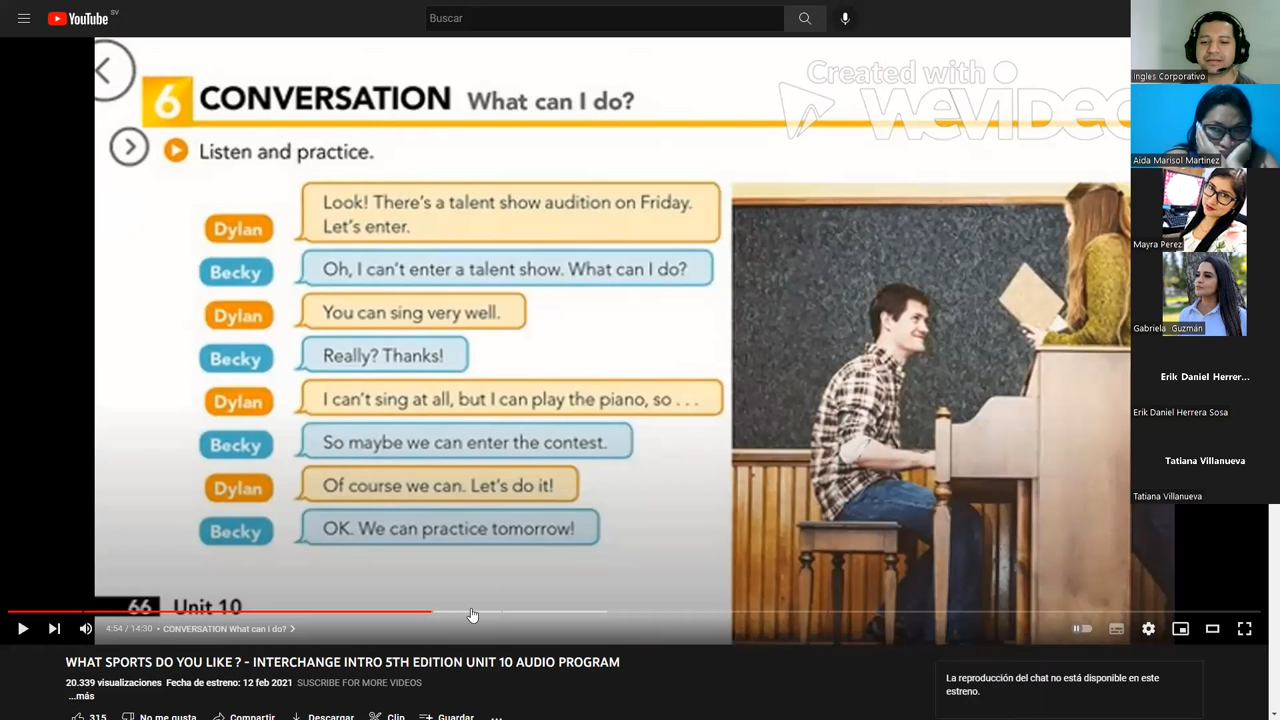 YouTube SV
Buscar
6 CONVERSATION What can I do?
Created with
WEVIDEO
Listen and practice.
Dylan
Look! There's a talent show audition on Friday.
Let's enter.
Becky
Oh, I can't enter a talent show. What can I do?
Dylan
You can sing very well.
Becky
Really? Thanks!
Dylan
I can't sing at all, but I can play the piano, so . . .
Becky
So maybe we can enter the contest.
Dylan
Of course we can. Let's do it!
Becky
OK. We can practice tomorrow!
66 Unit 10
4:54 / 14:30 • CONVERSATION What can I do?
WHAT SPORTS DO YOU LIKE ? - INTERCHANGE INTRO 5TH EDITION UNIT 10 AUDIO PROGRAM
20.339 visualizaciones Fecha de estreno: 12 feb 2021 SUSCRIBE FOR MORE VIDEOS
...más
315 No me gusta Compartir Descargar Clip Guardar ...
La reproducción del chat no está disponible en este
estreno.
Ingles Corporativo
Aida Marisol Martinez
Mayra Perez
Gabriela Guzmán
Erik Daniel Herrer...
Erik Daniel Herrera Sosa
Tatiana Villanueva
Tatiana Villanueva